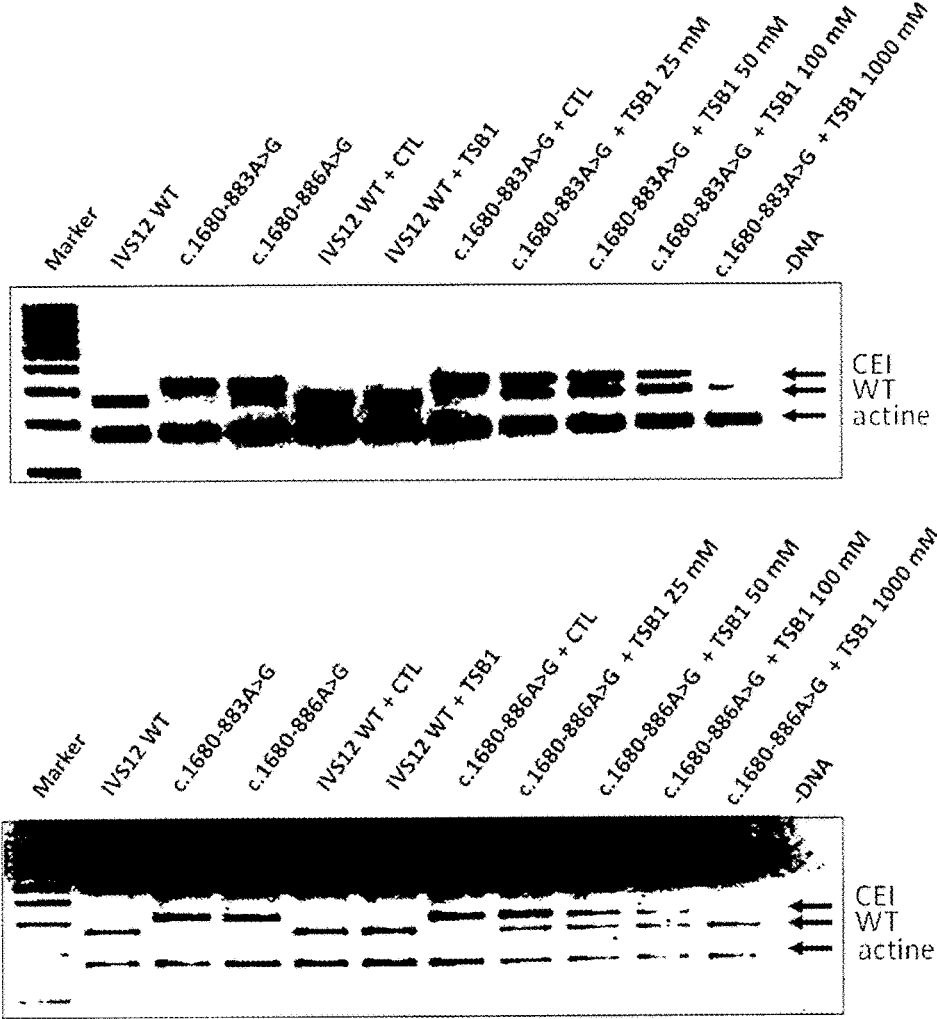 Marker
IVS12 WT
c.1680-883A>G
c.1680-886A>G
IVS12 WT + CTL
IVS12 WT + TSB1
c.1680-883A>G + CTL
c.1680-883A>G + TSB1 25 mM
c.1680-883A>G + TSB1 50 mM
c.1680-883A>G + TSB1 100 mM
c.1680-883A>G + TSB1 1000 mM
-DNA
CEI
WT
actine
Marker
IVS12 WT
c.1680-883A>G
c.1680-886A>G
IVS12 WT + CTL
IVS12 WT + TSB1
c.1680-886A>G + CTL
c.1680-886A>G + TSB1 25 mM
c.1680-886A>G + TSB1 50 mM
c.1680-886A>G + TSB1 100 mM
c.1680-886A>G + TSB1 1000 mM
-DNA
CEI
WT
actine